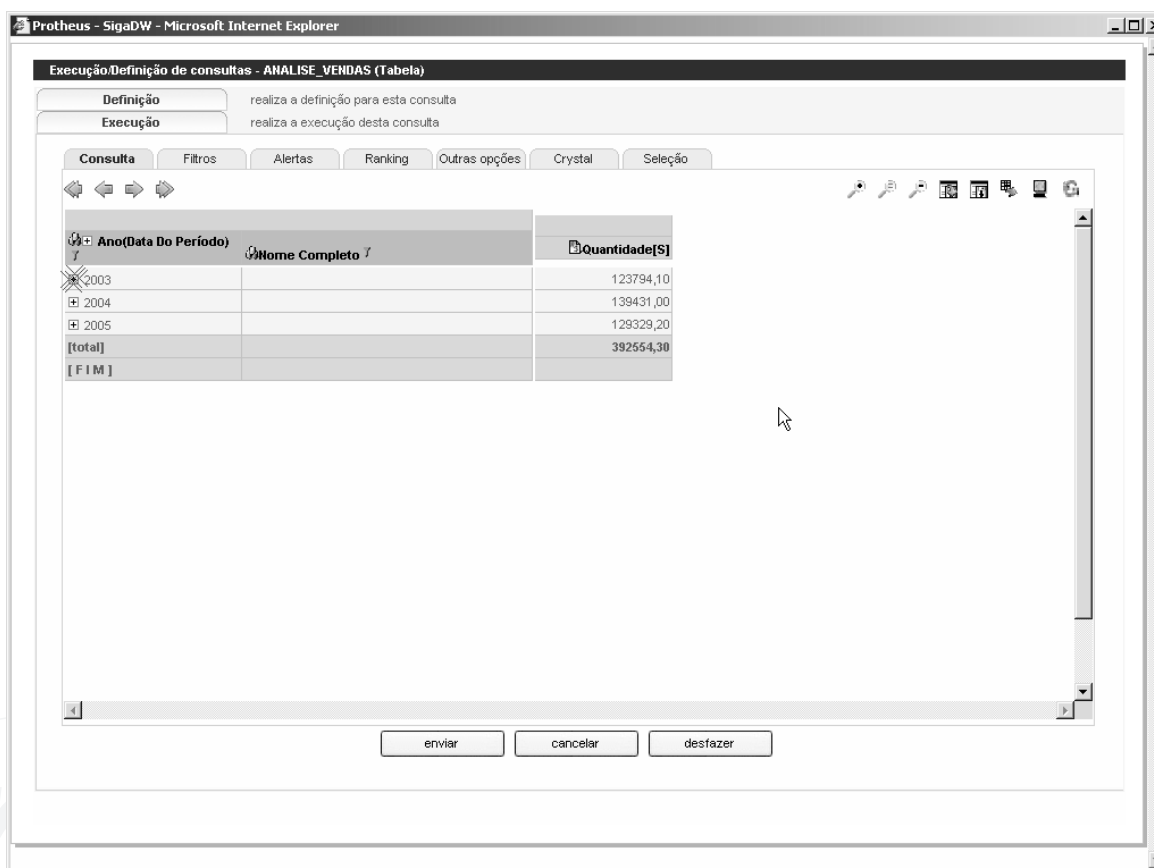 Protheus - SigaDW - Microsoft Internet Explorer
Execução/Definição de consultas - ANALISE_VENDAS (Tabela)
Definição realiza a definição para esta consulta
Execução realiza a execução desta consulta
Consulta Filtros Alertas Ranking Outras opções Crystal Seleção
Ano(Data Do Período) Nome Completo Quantidade[S]
2003 123794,10
2004 139431,00
2005 129329,20
[total] 392554,30
[ F I M ]
enviar cancelar desfazer